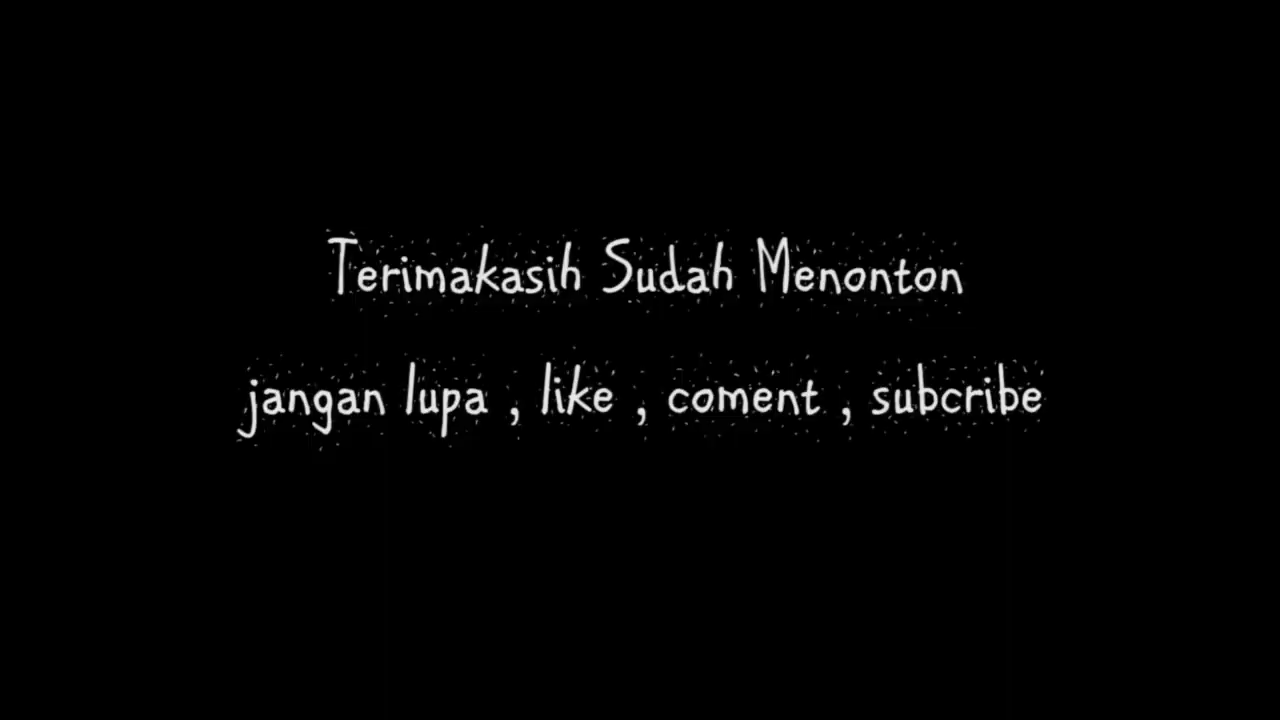 Terimakasih Sudah Menonton
jangan lupa , like , coment , subcribe